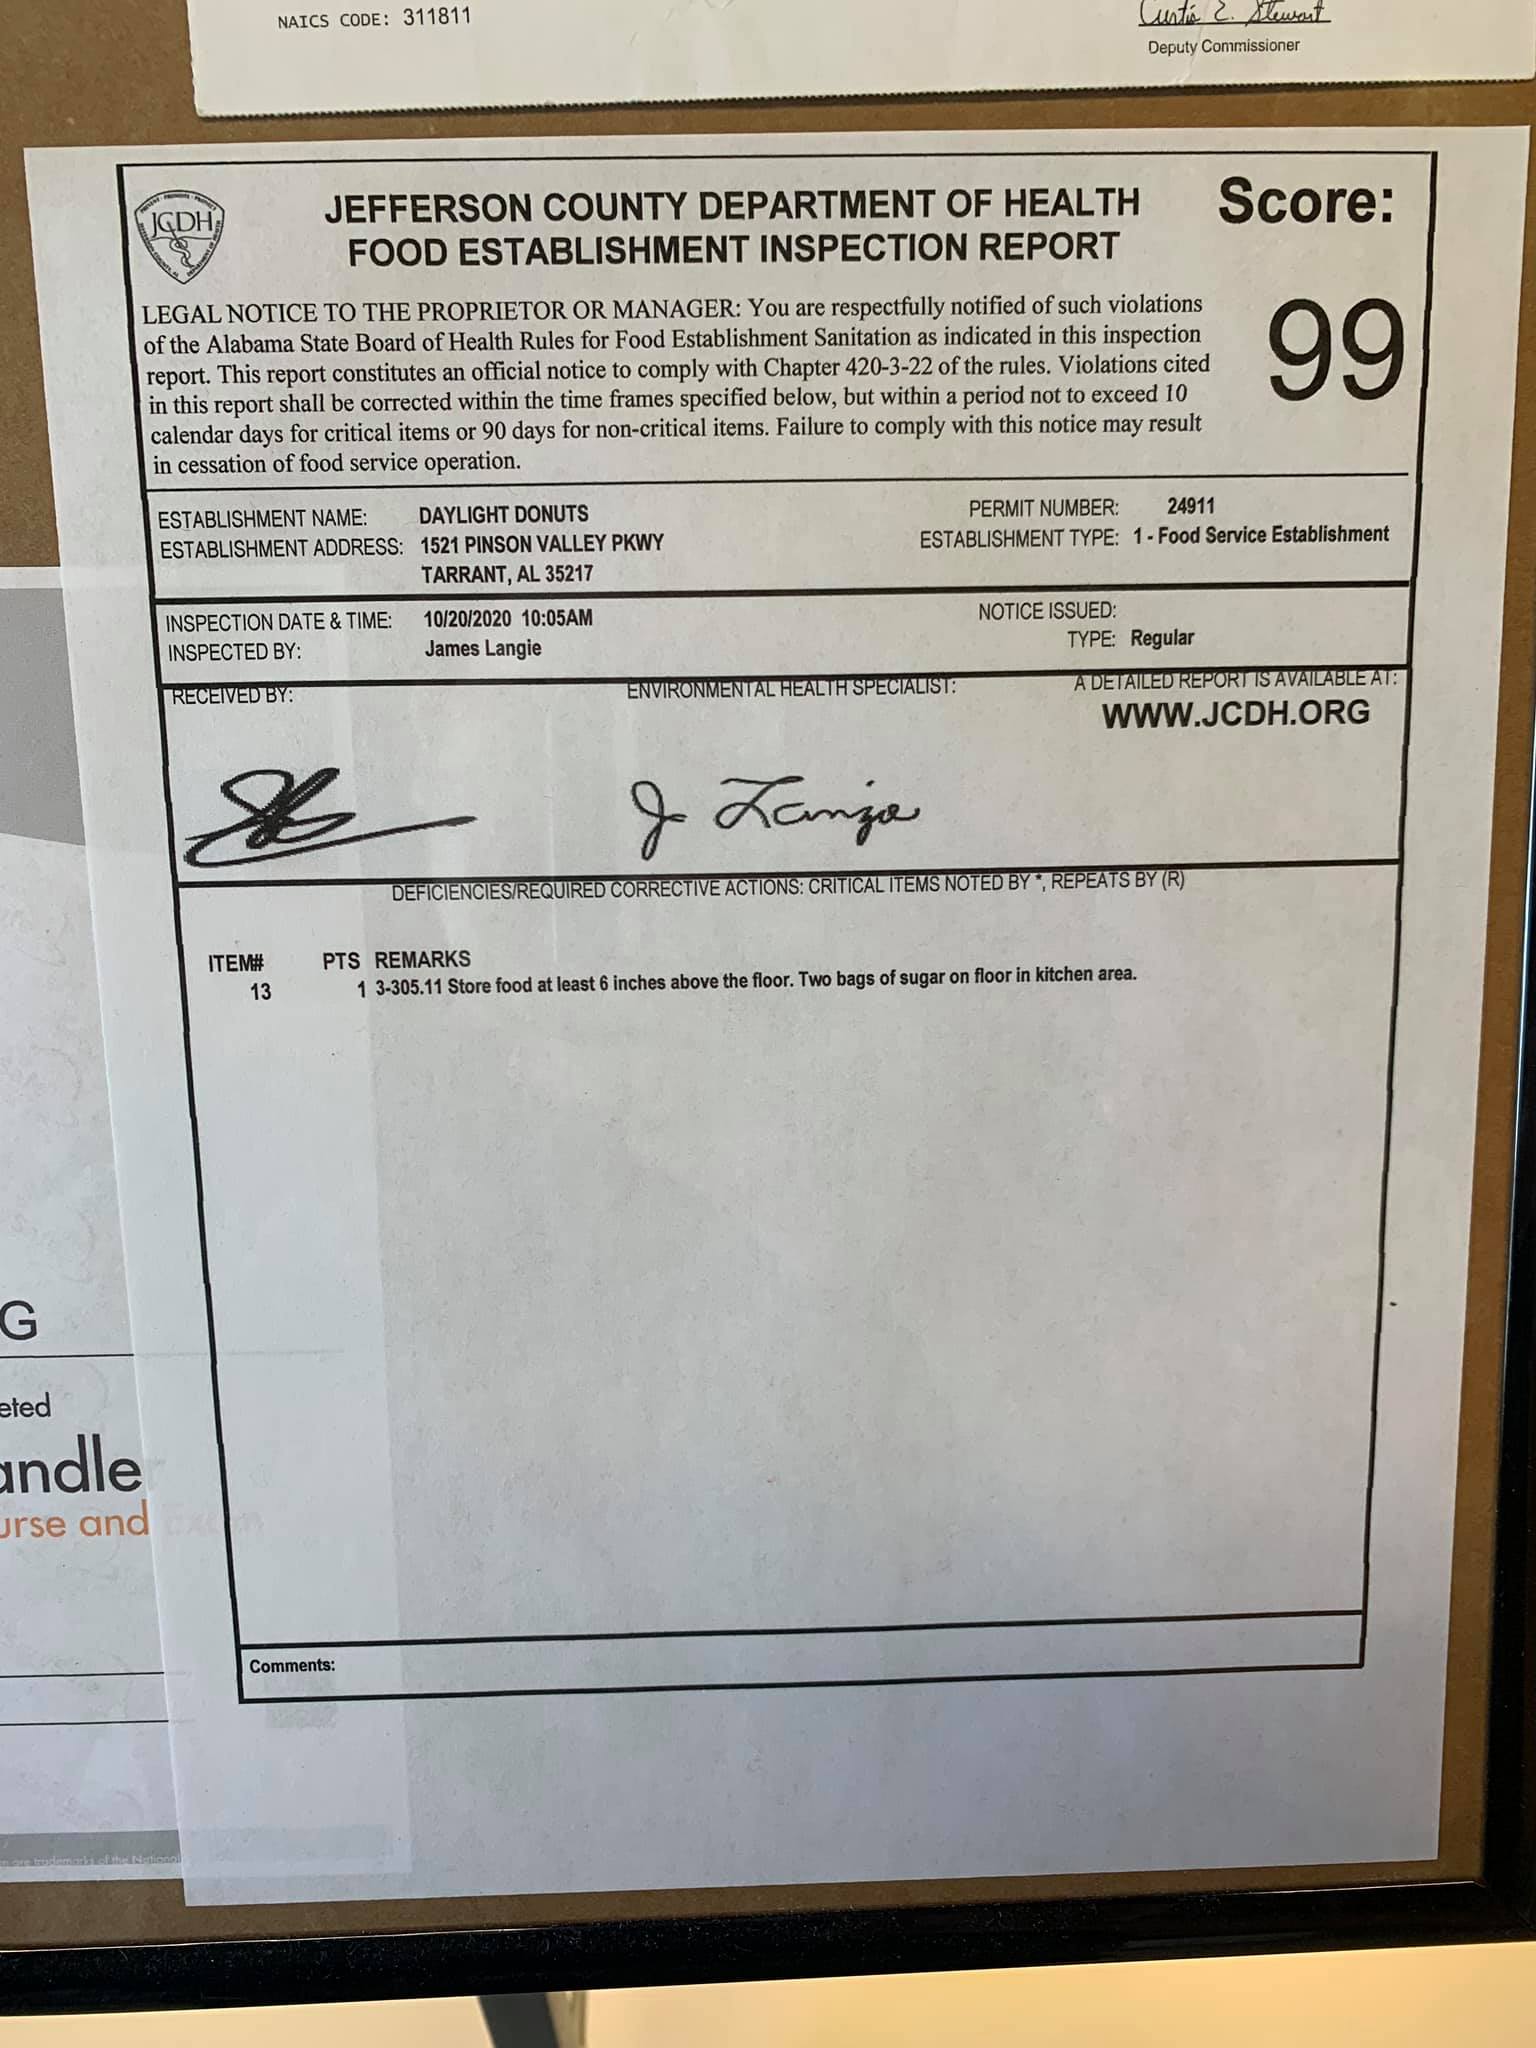 NAICS CODE: 311811
Curtis E. Stewart
Deputy Commissioner
JCDH
JEFFERSON COUNTY DEPARTMENT OF HEALTH
FOOD ESTABLISHMENT INSPECTION REPORT
Score:
99
LEGAL NOTICE TO THE PROPRIETOR OR MANAGER: You are respectfully notified of such violations
of the Alabama State Board of Health Rules for Food Establishment Sanitation as indicated in this inspection
report. This report constitutes an official notice to comply with Chapter 420-3-22 of the rules. Violations cited
in this report shall be corrected within the time frames specified below, but within a period not to exceed 10
calendar days for critical items or 90 days for non-critical items. Failure to comply with this notice may result
in cessation of food service operation.
ESTABLISHMENT NAME: DAYLIGHT DONUTS
PERMIT NUMBER: 24911
ESTABLISHMENT ADDRESS: 1521 PINSON VALLEY PKWY
ESTABLISHMENT TYPE: 1 - Food Service Establishment
TARRANT, AL 35217
INSPECTION DATE & TIME: 10/20/2020 10:05AM
NOTICE ISSUED:
INSPECTED BY: James Langie
TYPE: Regular
RECEIVED BY:
ENVIRONMENTAL HEALTH SPECIALIST:
A DETAILED REPORT IS AVAILABLE AT:
WWW.JCDH.ORG
DEFICIENCIES/REQUIRED CORRECTIVE ACTIONS: CRITICAL ITEMS NOTED BY *, REPEATS BY (R)
ITEM# PTS REMARKS
13 1 3-305.11 Store food at least 6 inches above the floor. Two bags of sugar on floor in kitchen area.
Comments:
G
eted
andler
urse and Exam
are trademarks of the National